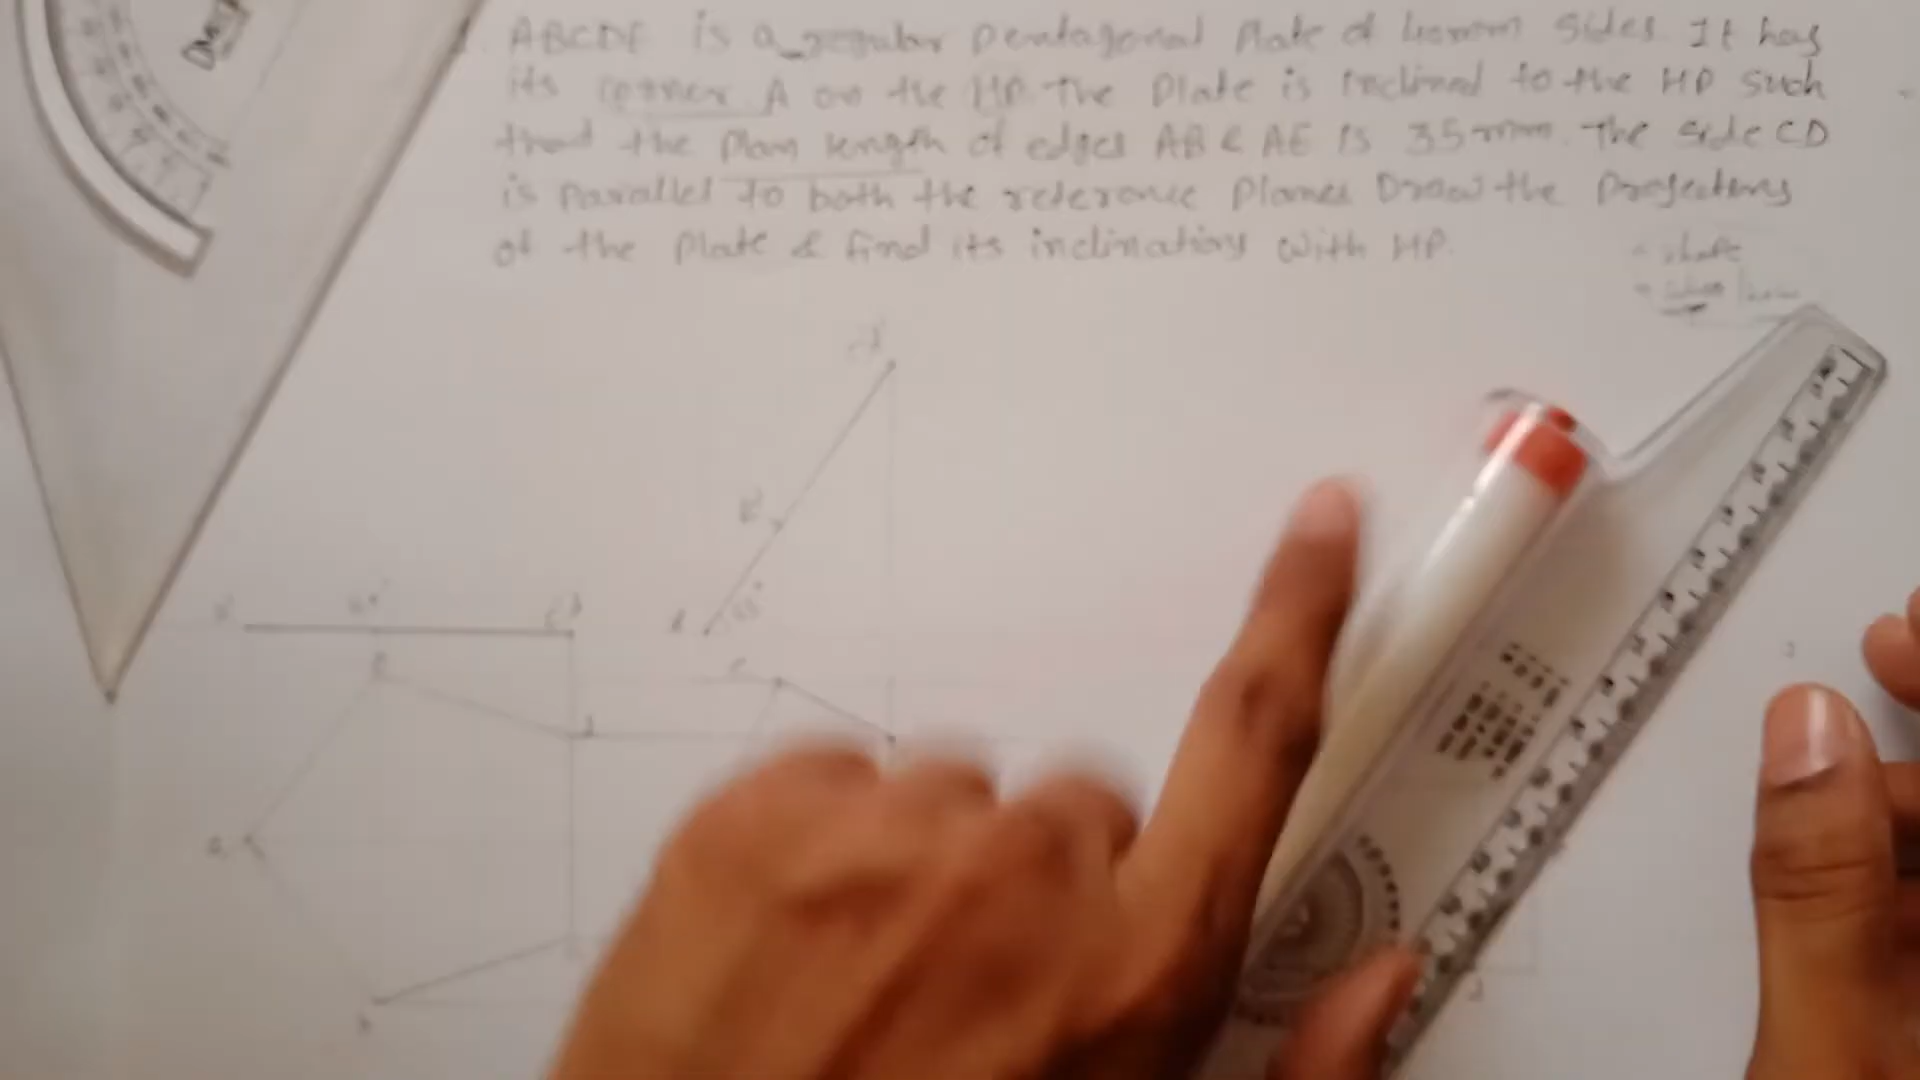 ABCDE is a regular pentagonal plate of 40mm sides. It has
its corner A on the HP. The plate is inclined to the HP such
that the plan length of edges AB & AE is 35mm. The side CD
is parallel to both the reference planes Draw the projections
of the plate & find its inclination with HP.